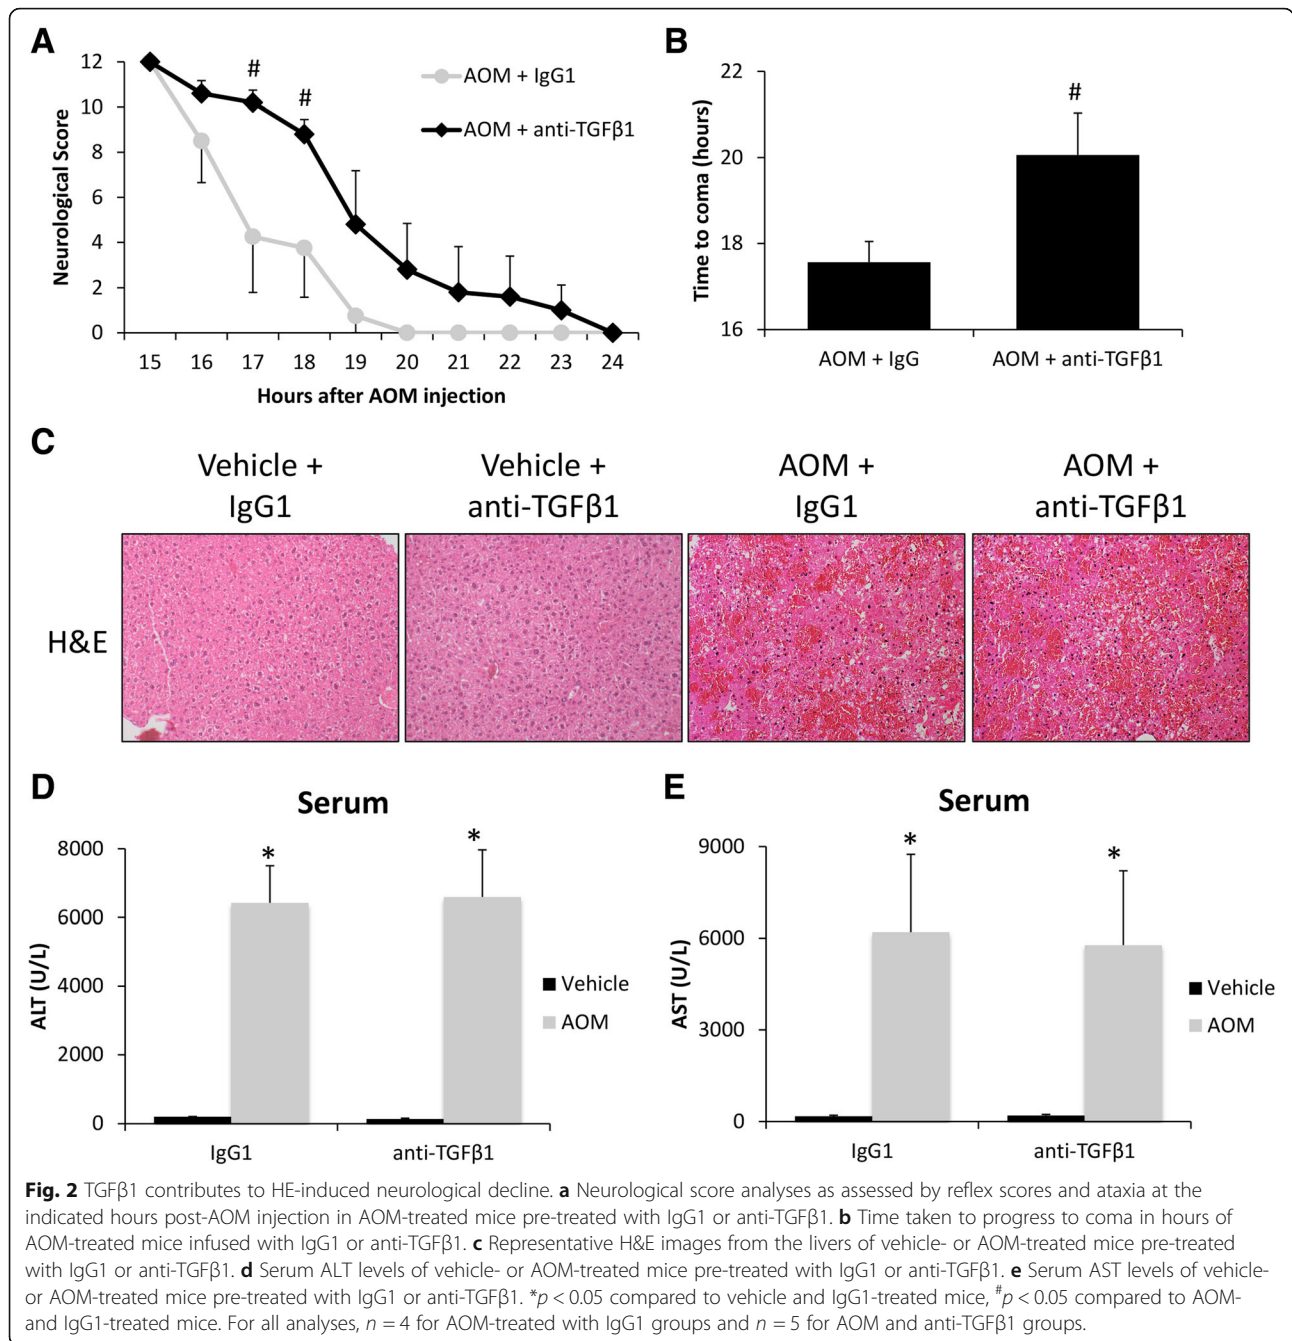 A
12
10
8
6
4
2
0
Neurological Score
#
#
AOM + IgG1
AOM + anti-TGFβ1
15 16 17 18 19 20 21 22 23 24
Hours after AOM injection
B
22
20
18
16
Time to coma (hours)
#
AOM + IgG AOM + anti-TGFβ1
C
Vehicle + Vehicle + AOM + AOM +
IgG1 anti-TGFβ1 IgG1 anti-TGFβ1
H&E
D
Serum
8000
6000
4000
2000
0
ALT (U/L)
*
*
Vehicle
AOM
IgG1 anti-TGFβ1
E
Serum
9000
6000
3000
0
AST (U/L)
*
*
Vehicle
AOM
IgG1 anti-TGFβ1
Fig. 2 TGFβ1 contributes to HE-induced neurological decline. a Neurological score analyses as assessed by reflex scores and ataxia at the
indicated hours post-AOM injection in AOM-treated mice pre-treated with IgG1 or anti-TGFβ1. b Time taken to progress to coma in hours of
AOM-treated mice infused with IgG1 or anti-TGFβ1. c Representative H&E images from the livers of vehicle- or AOM-treated mice pre-treated
with IgG1 or anti-TGFβ1. d Serum ALT levels of vehicle- or AOM-treated mice pre-treated with IgG1 or anti-TGFβ1. e Serum AST levels of vehicle-
or AOM-treated mice pre-treated with IgG1 or anti-TGFβ1. *p < 0.05 compared to vehicle and IgG1-treated mice, #p < 0.05 compared to AOM-
and IgG1-treated mice. For all analyses, n = 4 for AOM-treated with IgG1 groups and n = 5 for AOM and anti-TGFβ1 groups.